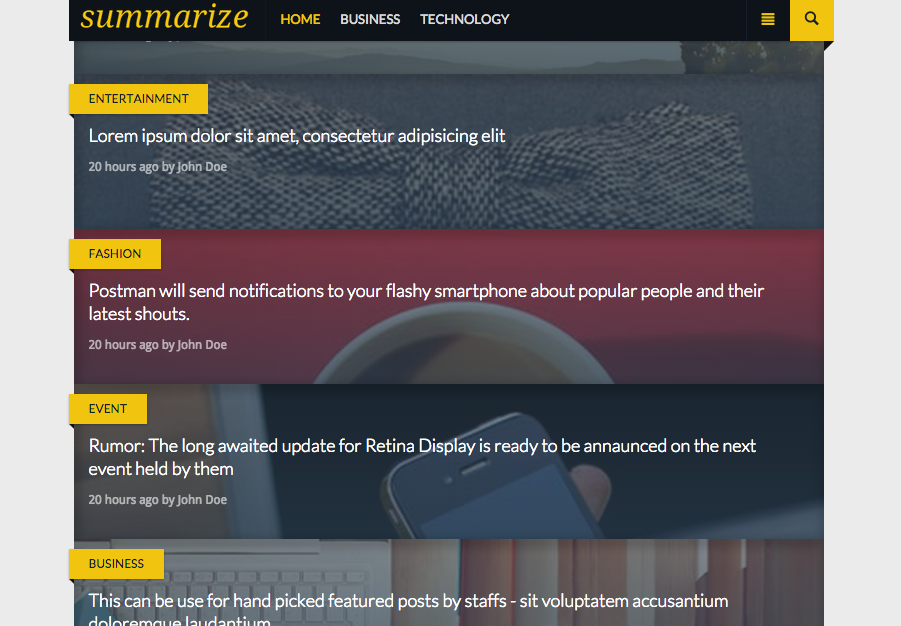 summarize
HOME BUSINESS TECHNOLOGY
ENTERTAINMENT
Lorem ipsum dolor sit amet, consectetur adipisicing elit
20 hours ago by John Doe
FASHION
Postman will send notifications to your flashy smartphone about popular people and their
latest shouts.
20 hours ago by John Doe
EVENT
Rumor: The long awaited update for Retina Display is ready to be annaunced on the next
event held by them
20 hours ago by John Doe
BUSINESS
This can be use for hand picked featured posts by staffs - sit voluptatem accusantium
doloremque laudantium